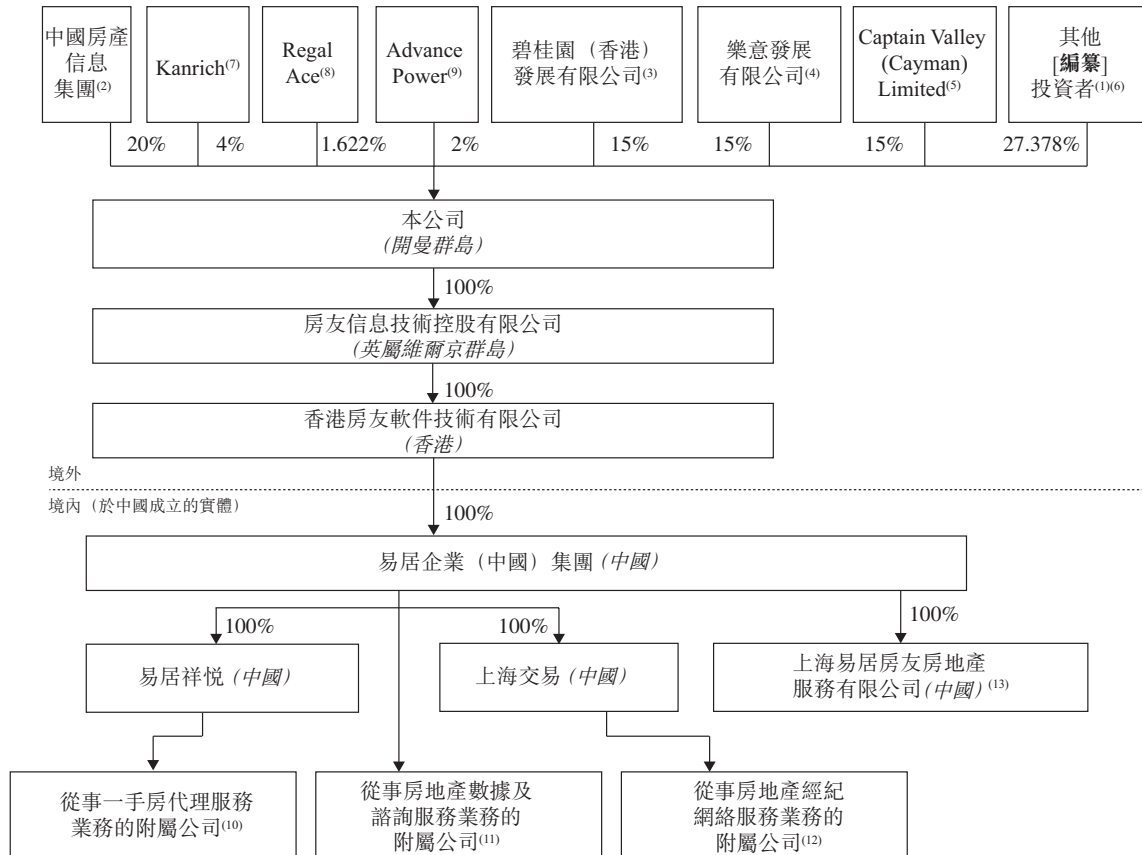 中國房產
信息
集團(2)
Kanrich(7)
Regal
Ace(8)
Advance
Power(9)
碧桂園（香港）
發展有限公司(3)
樂意發展
有限公司(4)
Captain Valley
(Cayman)
Limited(5)
其他
[編纂]
投資者(1)(6)
20%
4%
1.622%
2%
15%
15%
15%
27.378%
本公司
(開曼群島)
100%
房友信息技術控股有限公司
(英屬維爾京群島)
100%
香港房友軟件技術有限公司
(香港)
境外
境內（於中國成立的實體）
100%
易居企業（中國）集團(中國)
100%
100%
100%
易居祥悅(中國)
上海交易(中國)
上海易居房友房地產
服務有限公司(中國)(13)
從事一手房代理服務
業務的附屬公司(10)
從事房地產數據及
諮詢服務業務的
附屬公司(11)
從事房地產經紀
網絡服務業務的
附屬公司(12)